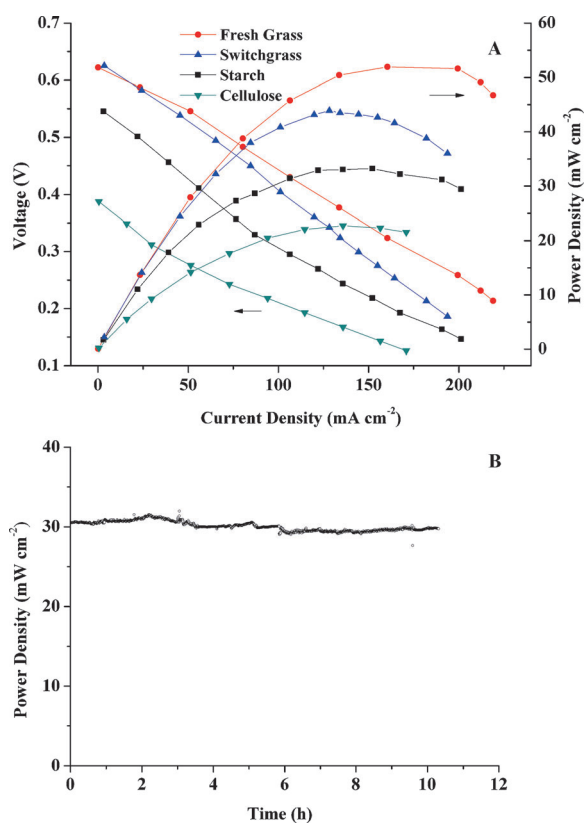 A
Fresh Grass
Switchgrass
Starch
Cellulose
0.7
0.6
0.5
0.4
0.3
0.2
0.1
Voltage (V)
60
50
40
30
20
10
0
Power Density (mW cm⁻²)
0 50 100 150 200
Current Density (mA cm⁻²)
B
40
30
20
10
0
Power Density (mW cm⁻²)
0 2 4 6 8 10 12
Time (h)